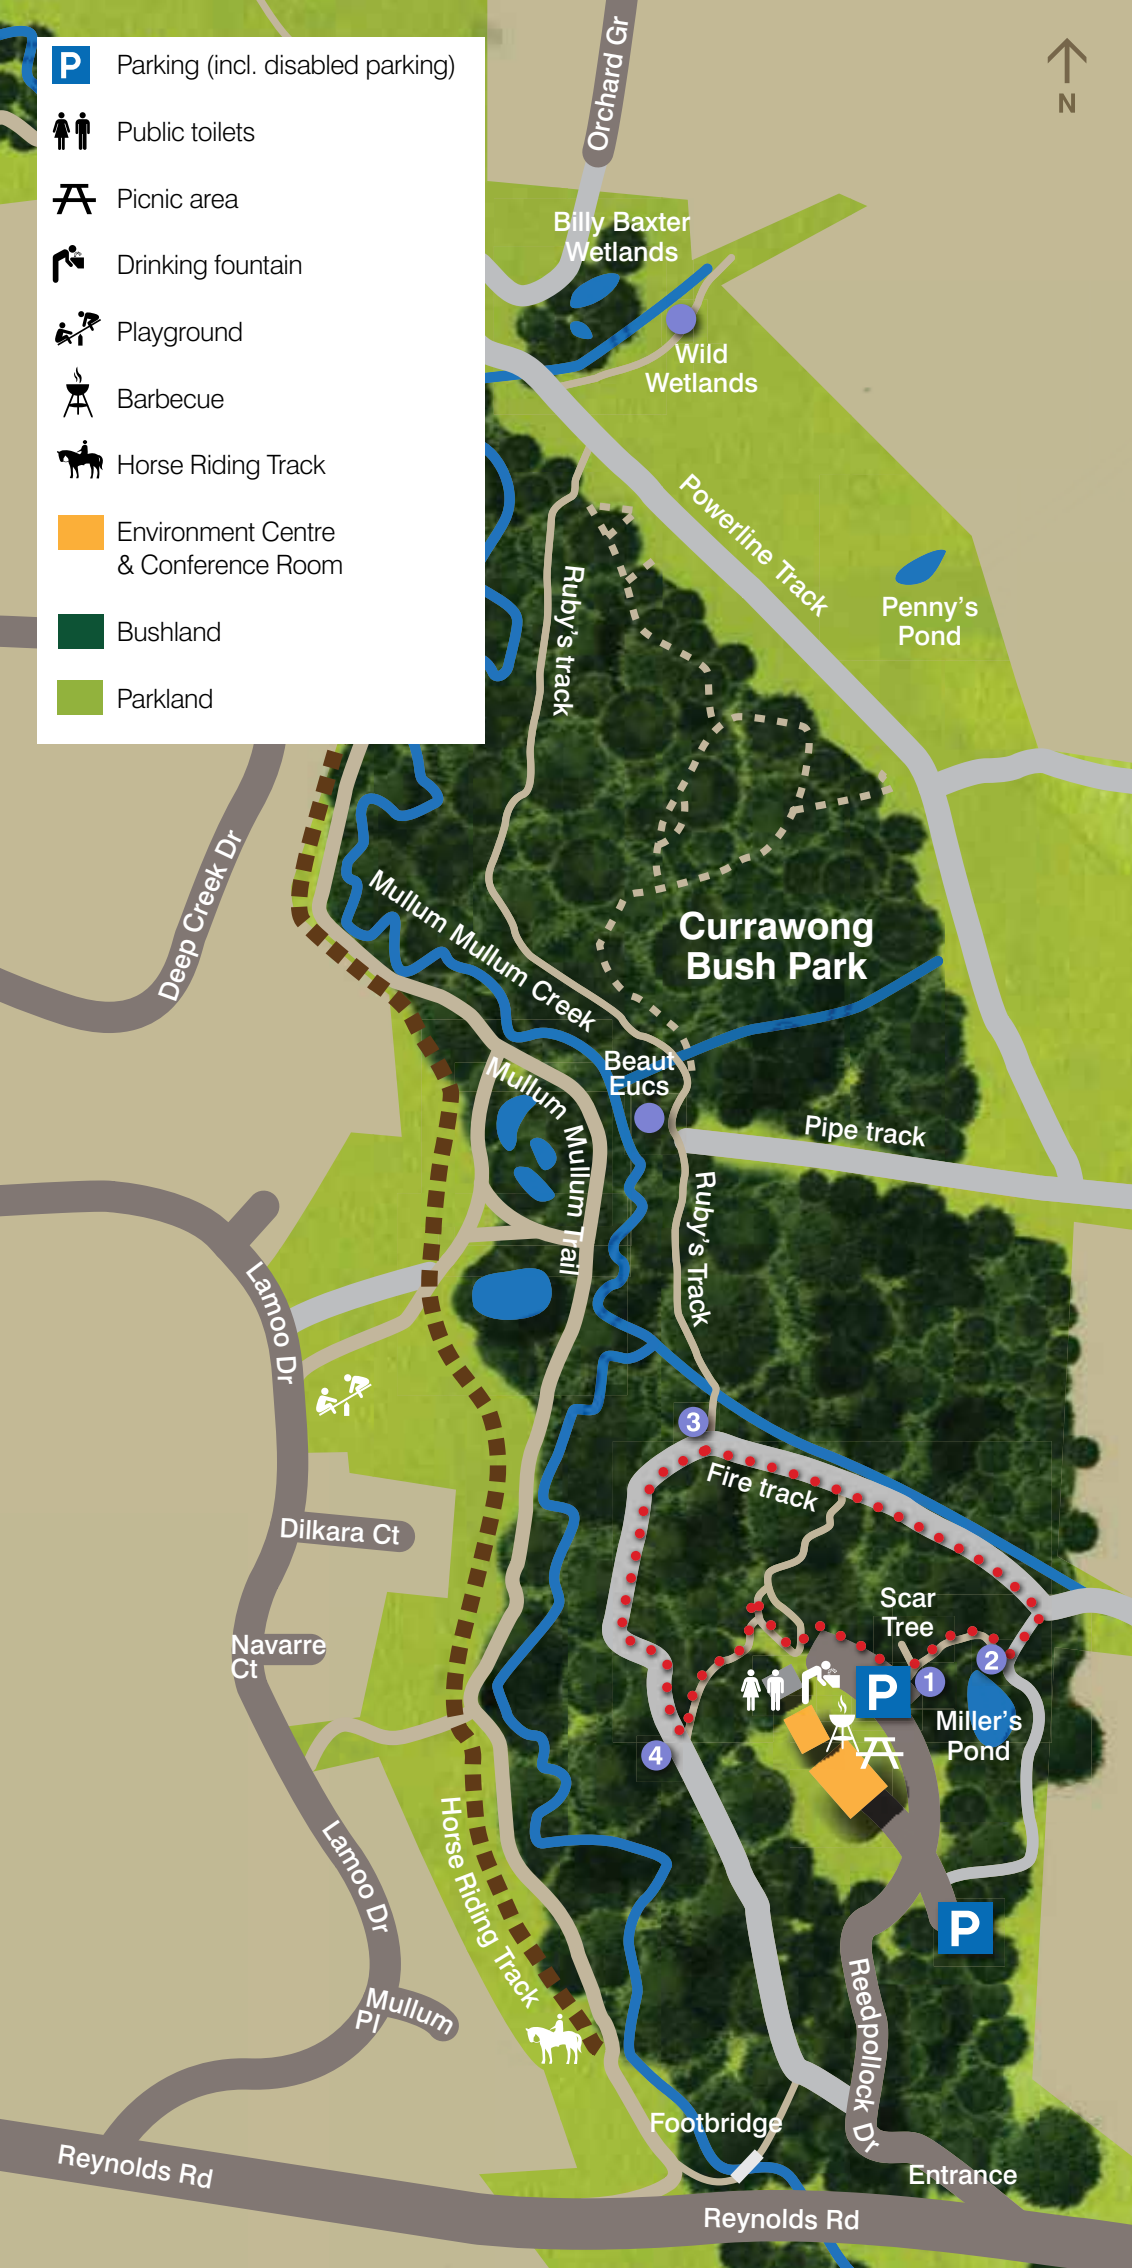 Orchard Gr
N
P
Parking (incl. disabled parking)
Public toilets
Picnic area
Drinking fountain
Playground
Barbecue
Horse Riding Track
Environment Centre
& Conference Room
Bushland
Parkland
Billy Baxter
Wetlands
Wild
Wetlands
Powerline Track
Penny's
Pond
Ruby's track
Deep Creek Dr
Mullum Mullum Creek
Currawong
Bush Park
Beaut
Eucs
Mullum Mullum Trail
Pipe track
Ruby's Track
Lamoo Dr
3
Fire track
Dilkara Ct
Scar
Tree
Navarre
Ct
2
1
P
Miller's
Pond
4
Horse Riding Track
Lamoo Dr
P
Reedpollock Dr
Mullum
Pl
Footbridge
Reynolds Rd
Entrance
Reynolds Rd